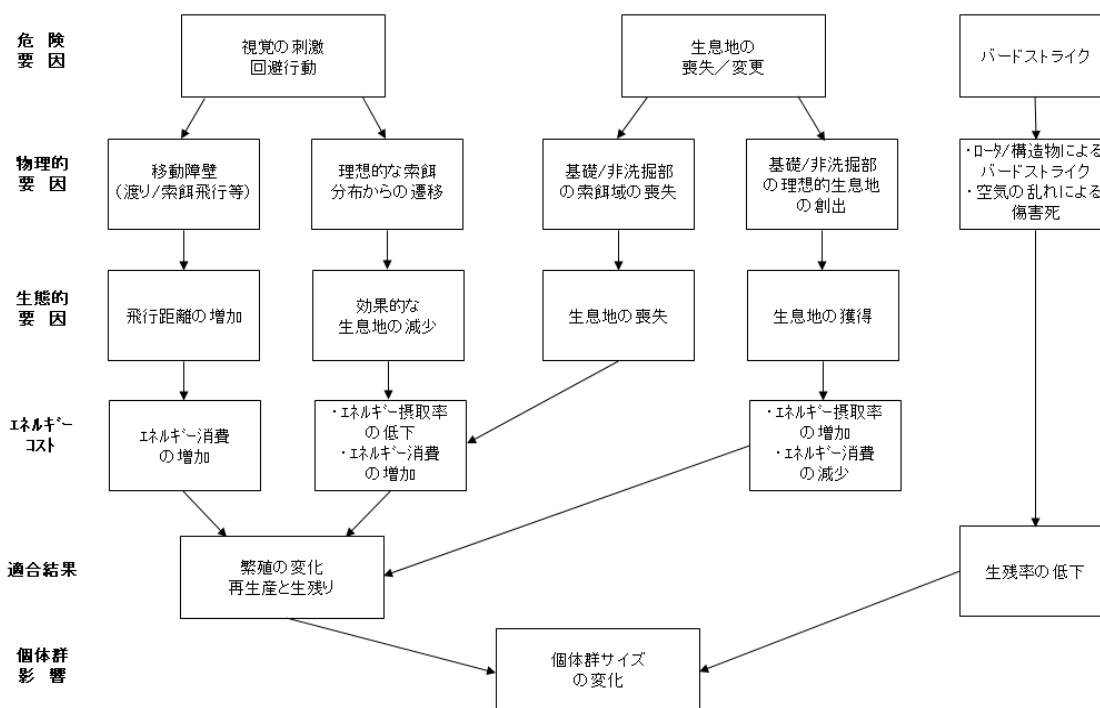 危 険
要 因
視覚の刺激
回避行動
生息地の
喪失／変更
バードストライク
物理的
要 因
移動障壁
(渡り/索餌飛行等)
理想的な索餌
分布からの遷移
基礎/非洗掘部
の索餌域の喪失
基礎/非洗掘部
の理想的生息地
の創出
・ロータ/構造物による
バードストライク
・空気の乱れによる
傷害死
生態的
要 因
飛行距離の増加
効果的な
生息地の減少
生息地の喪失
生息地の獲得
エネルギー
コスト
エネルギー消費
の増加
・エネルギー摂取率
の低下
・エネルギー消費
の増加
・エネルギー摂取率
の増加
・エネルギー消費
の減少
適合結果
繁殖の変化
再生産と生残り
生残率の低下
個体群
影 響
個体群サイズ
の変化